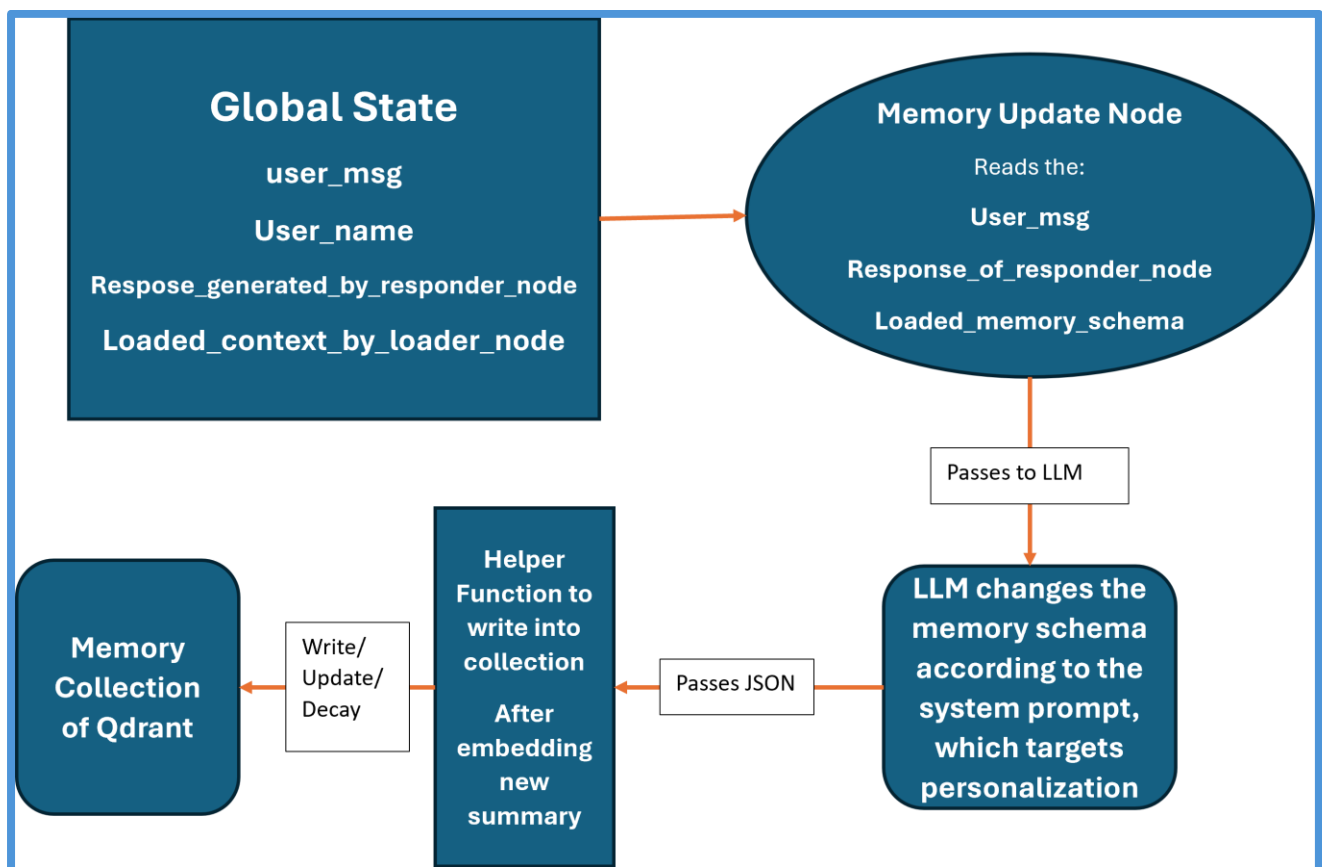 Global State
user_msg
User_name
Respose_generated_by_responder_node
Loaded_context_by_loader_node
Memory Update Node
Reads the:
User_msg
Response_of_responder_node
Loaded_memory_schema
Passes to LLM
LLM changes the
memory schema
according to the
system prompt,
which targets
personalization
Passes JSON
Helper
Function to
write into
collection
After
embedding
new
summary
Write/
Update/
Decay
Memory
Collection
of Qdrant